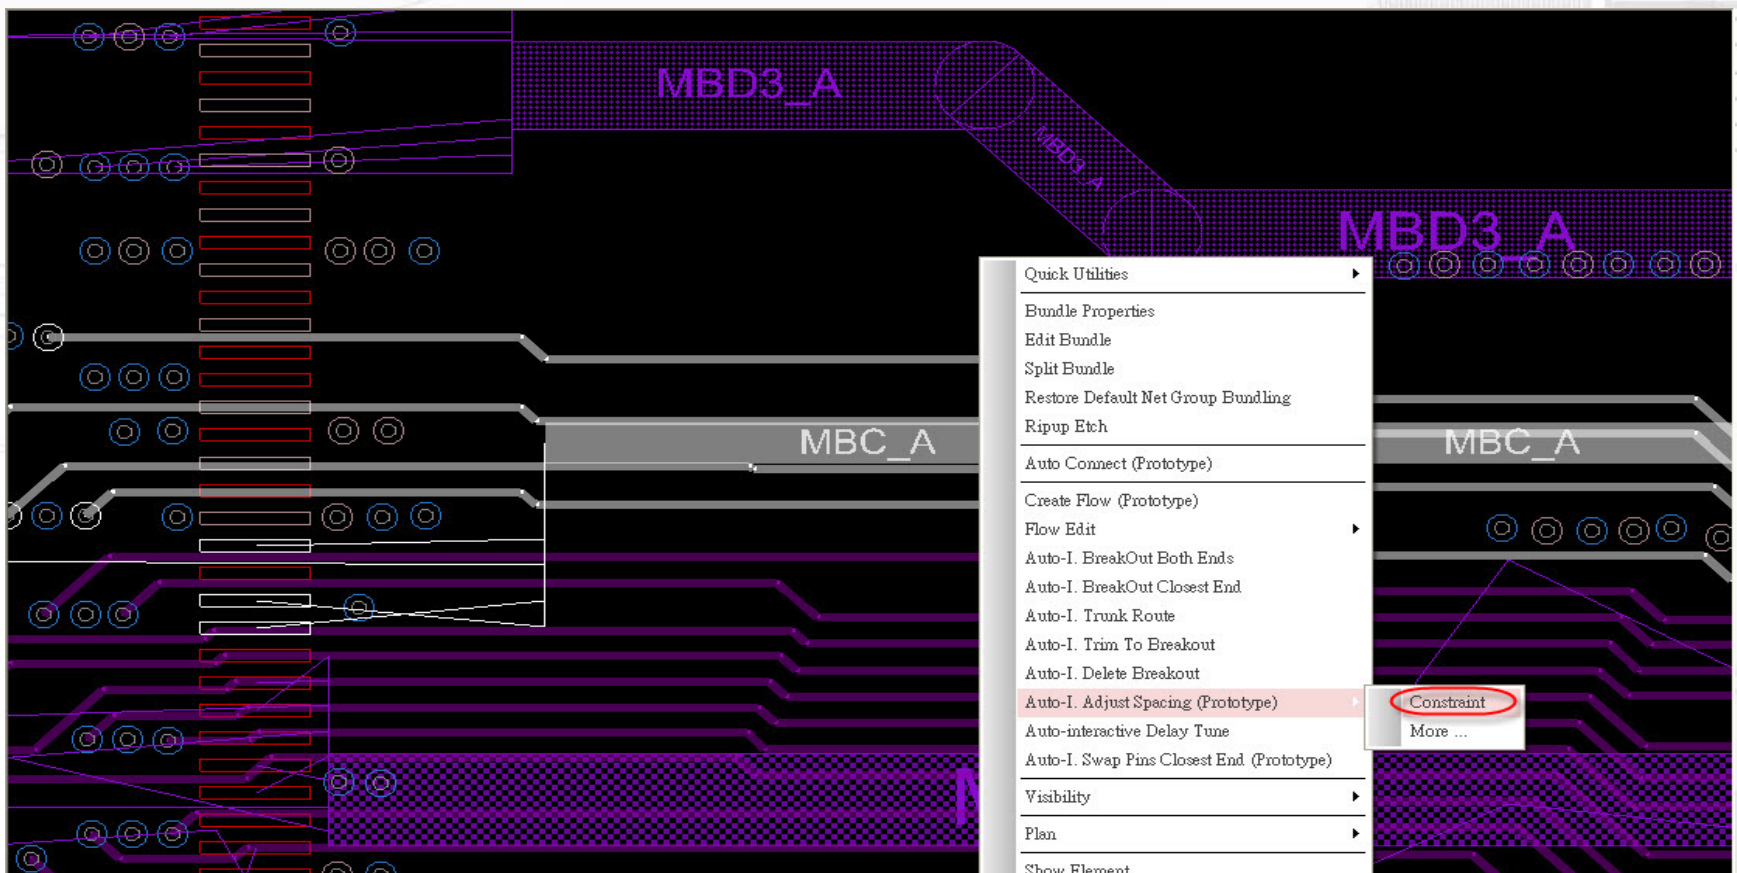 MBD3_A
MBD3_A
MBD3_A
Quick Utilities
Bundle Properties
Edit Bundle
Split Bundle
Restore Default Net Group Bundling
Ripup Etch
MBC_A
MBC_A
Auto Connect (Prototype)
Create Flow (Prototype)
Flow Edit
Auto-I. BreakOut Both Ends
Auto-I. BreakOut Closest End
Auto-I. Trunk Route
Auto-I. Trim To Breakout
Auto-I. Delete Breakout
Auto-I. Adjust Spacing (Prototype)
Constraint
Auto-interactive Delay Tune
More ...
Auto-I. Swap Pins Closest End (Prototype)
Visibility
Plan
Show Element